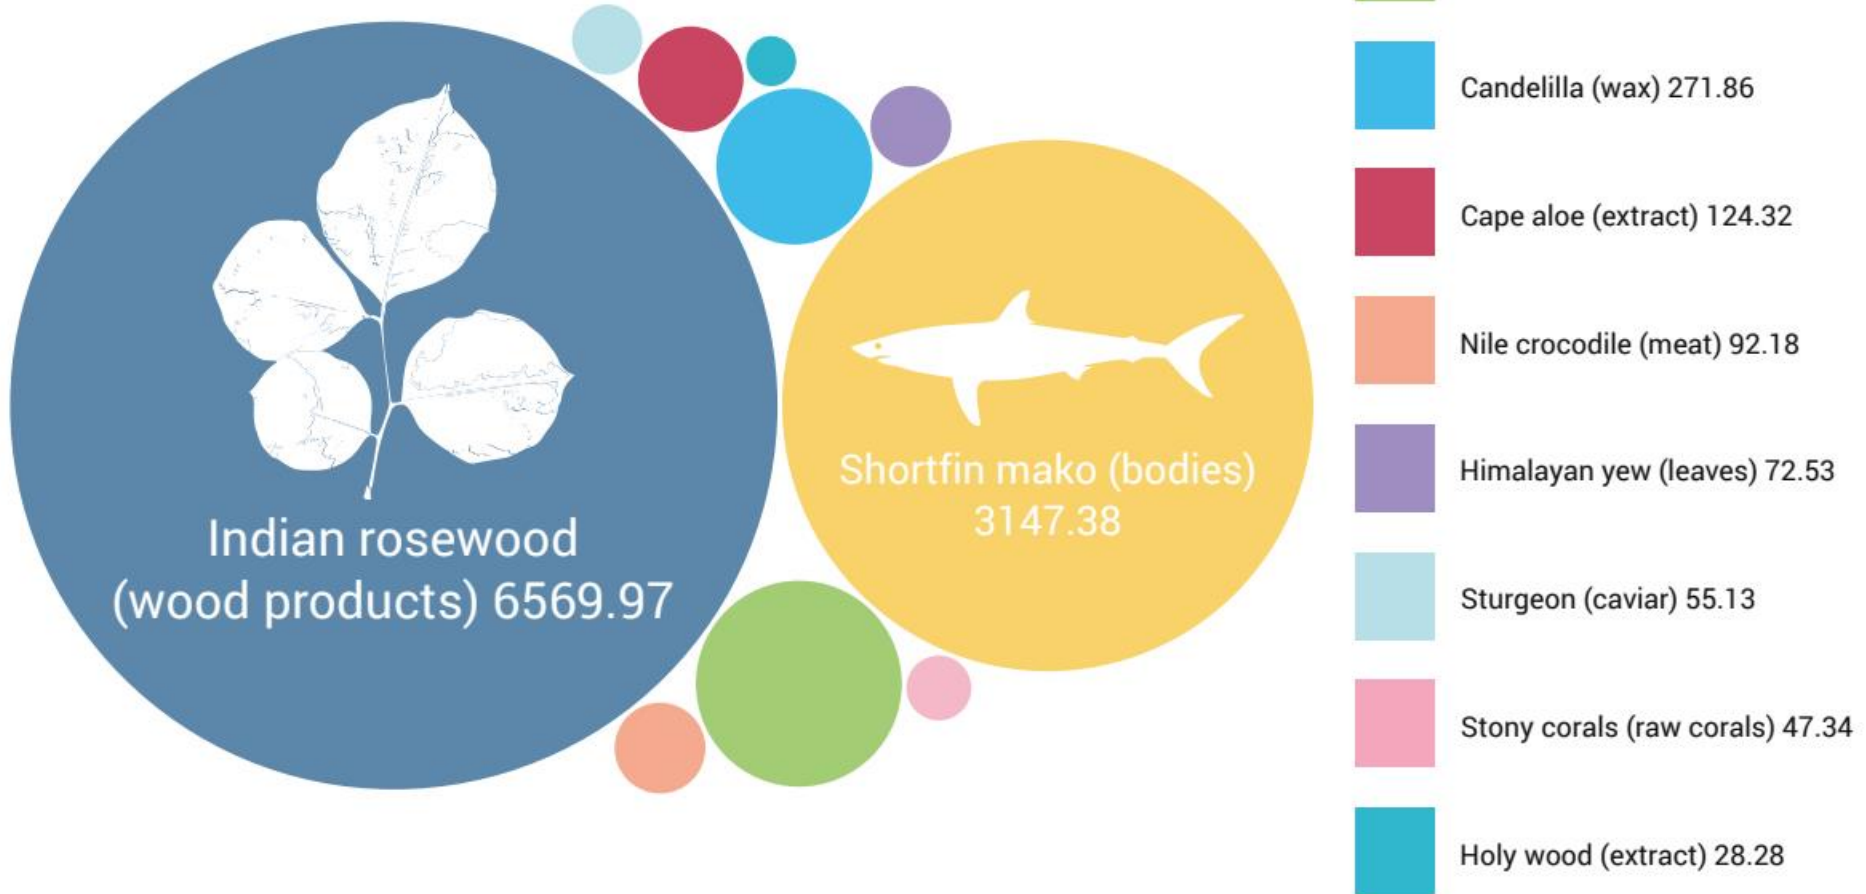 Indian rosewood
(wood products) 6569.97
Shortfin mako (bodies)
3147.38
Candelilla (wax) 271.86
Cape aloe (extract) 124.32
Nile crocodile (meat) 92.18
Himalayan yew (leaves) 72.53
Sturgeon (caviar) 55.13
Stony corals (raw corals) 47.34
Holy wood (extract) 28.28